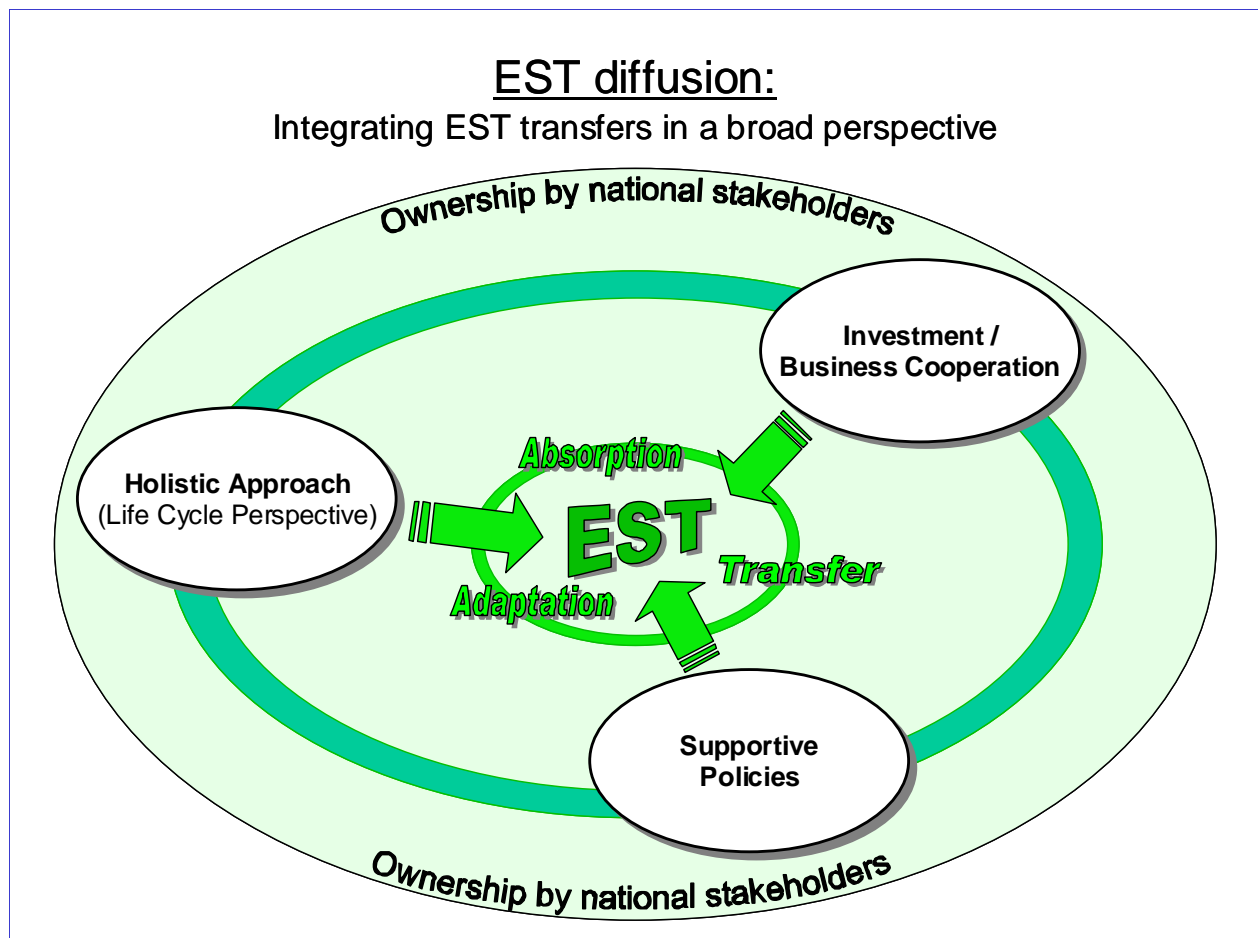 EST diffusion:
Integrating EST transfers in a broad perspective
Ownership by national stakeholders
Investment /
Business Cooperation
Holistic Approach
(Life Cycle Perspective)
Absorption
EST
Transfer
Adaptation
Supportive
Policies
Ownership by national stakeholders